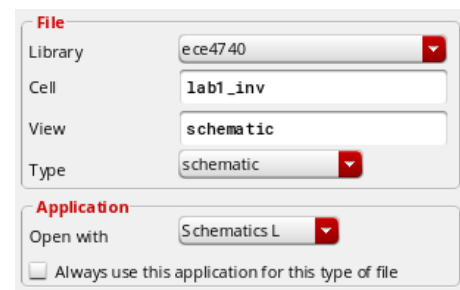 File
Library ece4740
Cell lab1_inv
View schematic
Type schematic
Application
Open with Schematics L
Always use this application for this type of file